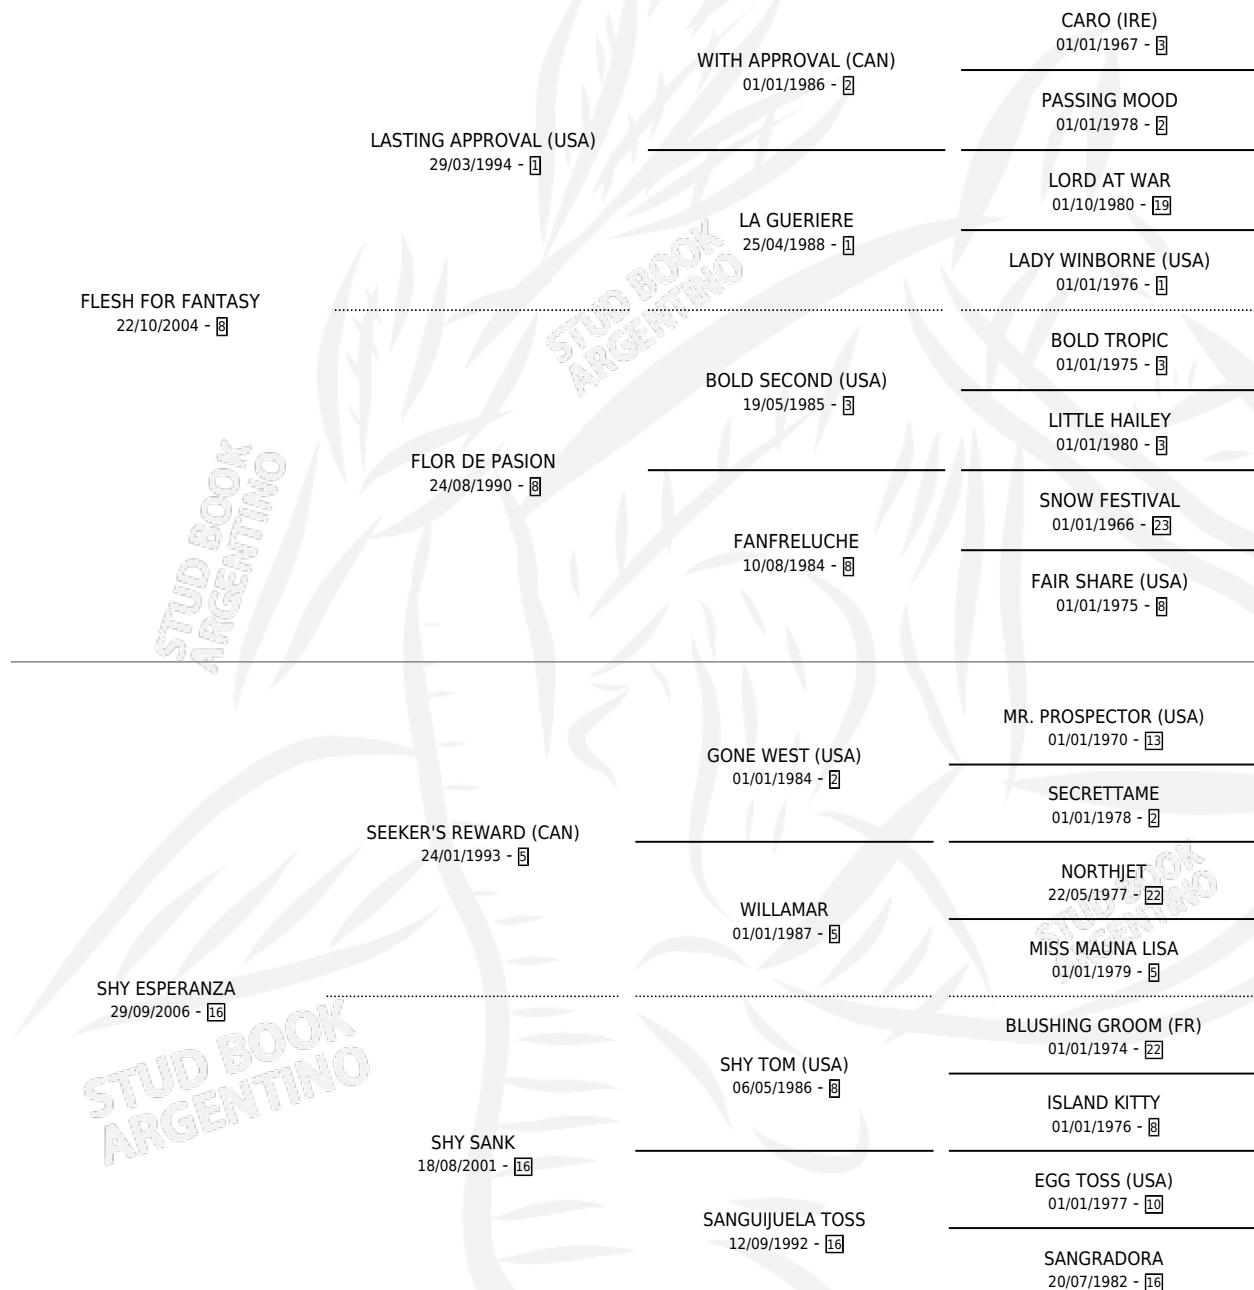 CARO (IRE)
01/01/1967 - 3
WITH APPROVAL (CAN)
01/01/1986 - 2
PASSING MOOD
01/01/1978 - 2
LASTING APPROVAL (USA)
29/03/1994 - 1
LORD AT WAR
01/10/1980 - 19
LA GUERIERE
25/04/1988 - 1
LADY WINBORNE (USA)
01/01/1976 - 1
FLESH FOR FANTASY
22/10/2004 - 8
BOLD TROPIC
01/01/1975 - 3
BOLD SECOND (USA)
19/05/1985 - 3
LITTLE HAILEY
01/01/1980 - 3
FLOR DE PASION
24/08/1990 - 8
SNOW FESTIVAL
01/01/1966 - 23
FANFRELUCHE
10/08/1984 - 8
FAIR SHARE (USA)
01/01/1975 - 8
MR. PROSPECTOR (USA)
01/01/1970 - 13
GONE WEST (USA)
01/01/1984 - 2
SECRETTAME
01/01/1978 - 2
SEEKER'S REWARD (CAN)
24/01/1993 - 5
NORTHJET
22/05/1977 - 22
WILLAMAR
01/01/1987 - 5
MISS MAUNA LISA
01/01/1979 - 5
SHY ESPERANZA
29/09/2006 - 16
BLUSHING GROOM (FR)
01/01/1974 - 22
SHY TOM (USA)
06/05/1986 - 8
ISLAND KITTY
01/01/1976 - 8
SHY SANK
18/08/2001 - 16
EGG TOSS (USA)
01/01/1977 - 10
SANGUIJUELA TOSS
12/09/1992 - 16
SANGRADORA
20/07/1982 - 16
STUD BOOK
ARGENTINO
STUD BOOK
ARGENTINO
STUD BOOK
ARGENTINO
STUD BOOK
ARGENTINO